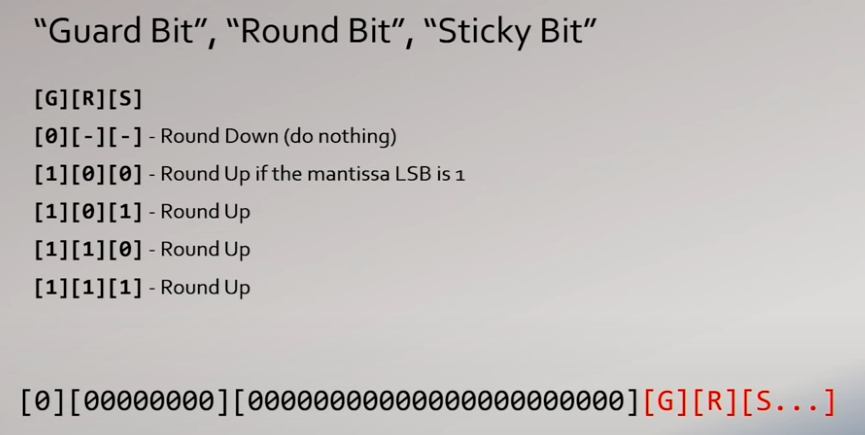 “Guard Bit”, “Round Bit”, “Sticky Bit”
[G][R][S]
[0][-][-] - Round Down (do nothing)
[1][0][0] - Round Up if the mantissa LSB is 1
[1][0][1] - Round Up
[1][1][0] - Round Up
[1][1][1] - Round Up
[0][00000000][00000000000000000000000][G][R][S...]